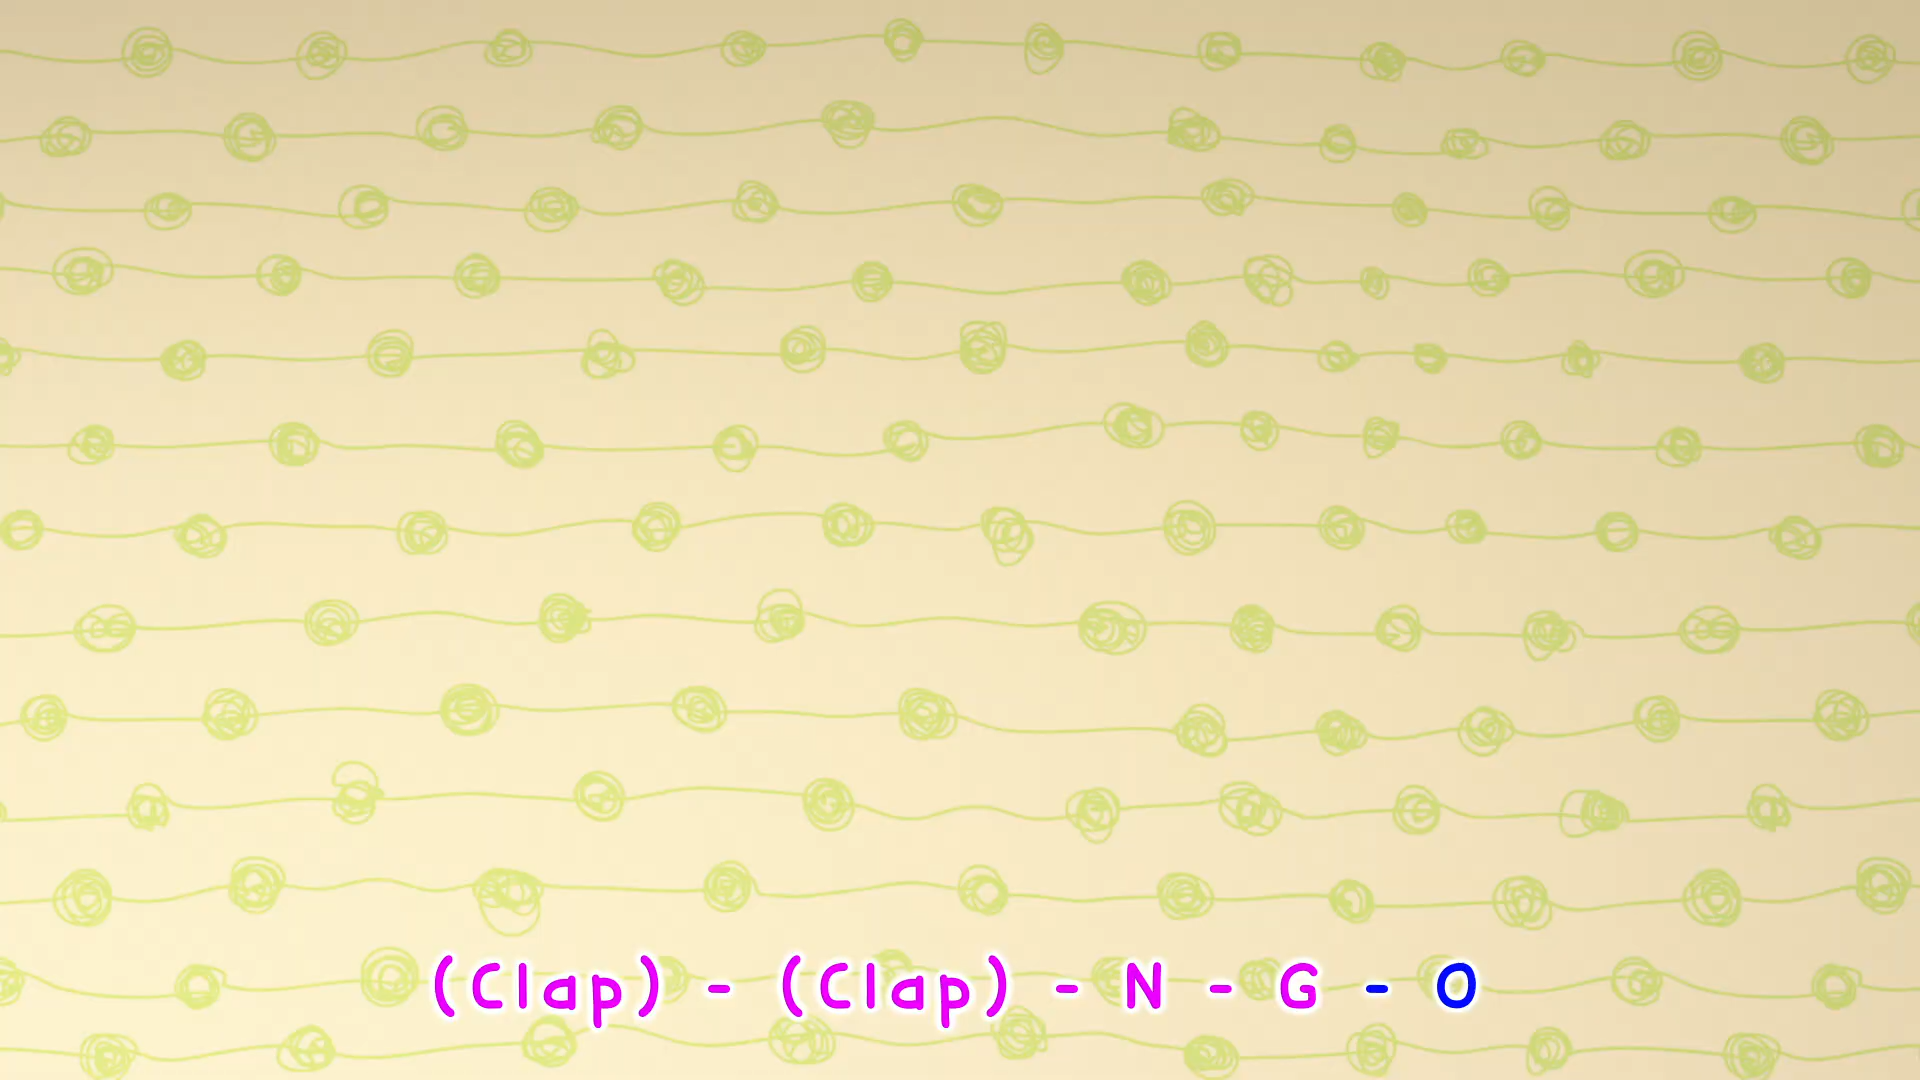 (Clap) - (Clap) - N - G - O